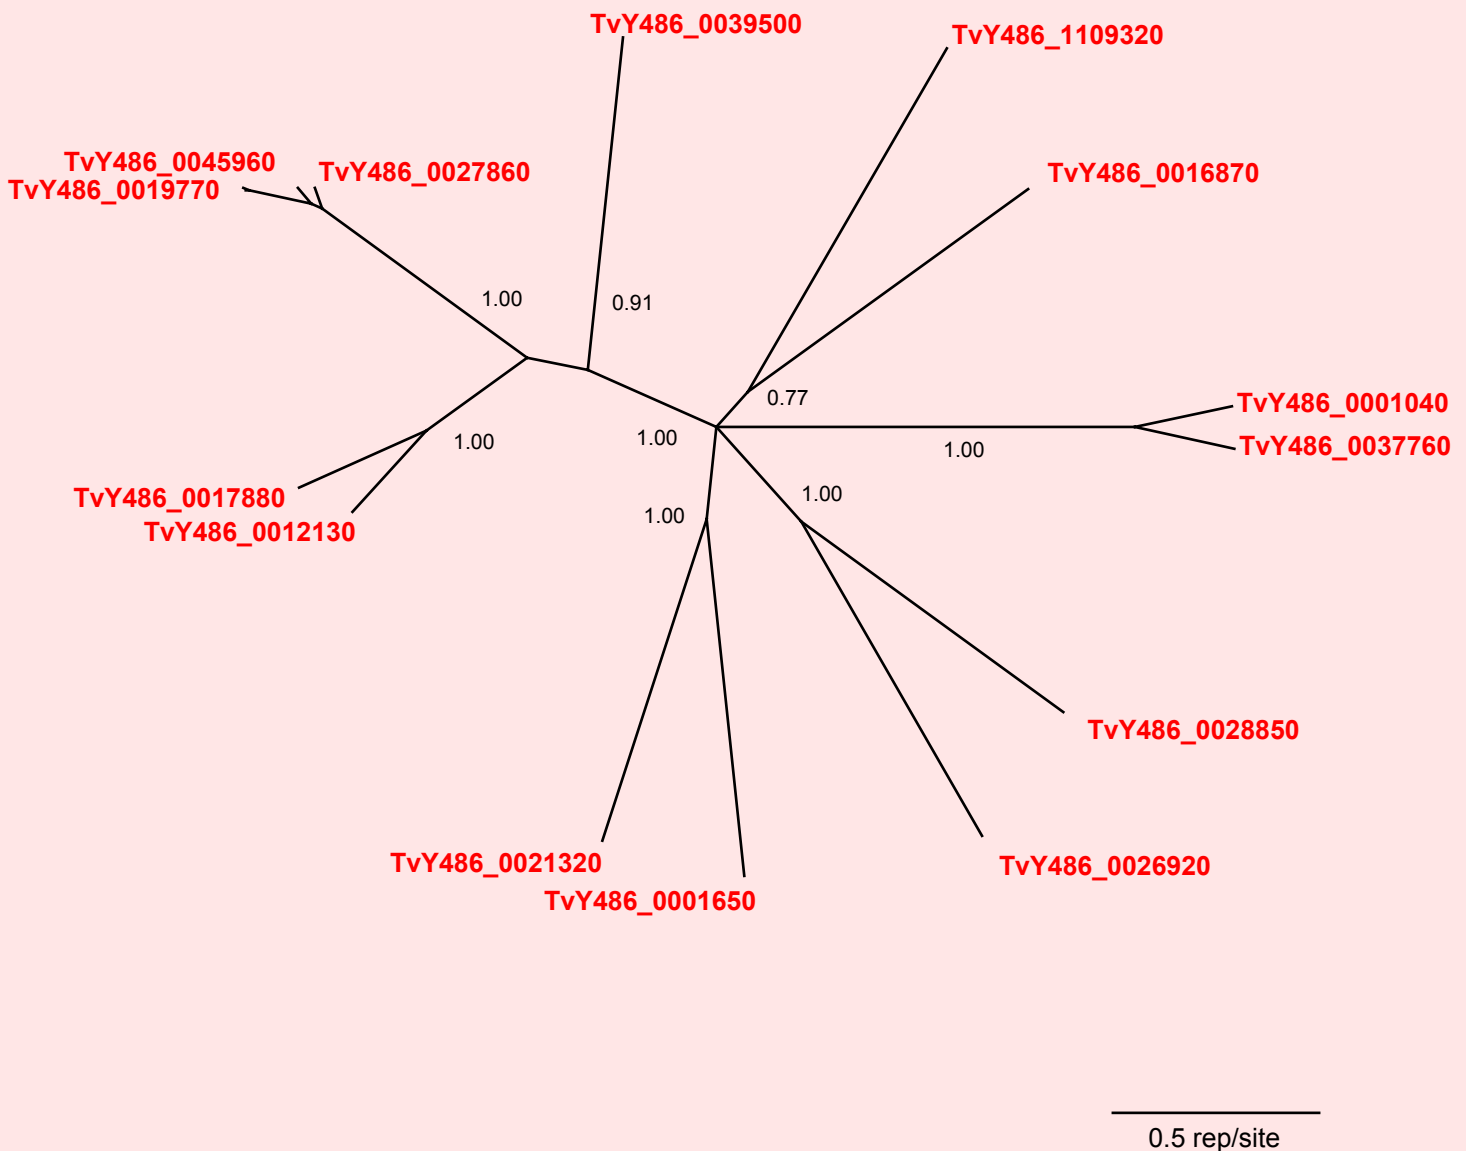 TvY486_0039500
TvY486_1109320
TvY486_0045960
TvY486_0027860
TvY486_0016870
TvY486_0019770
1.00
0.91
0.77
TvY486_0001040
1.00
1.00
TvY486_0037760
1.00
1.00
TvY486_0017880
1.00
TvY486_0012130
TvY486_0028850
TvY486_0021320
TvY486_0026920
TvY486_0001650
0.5 rep/site